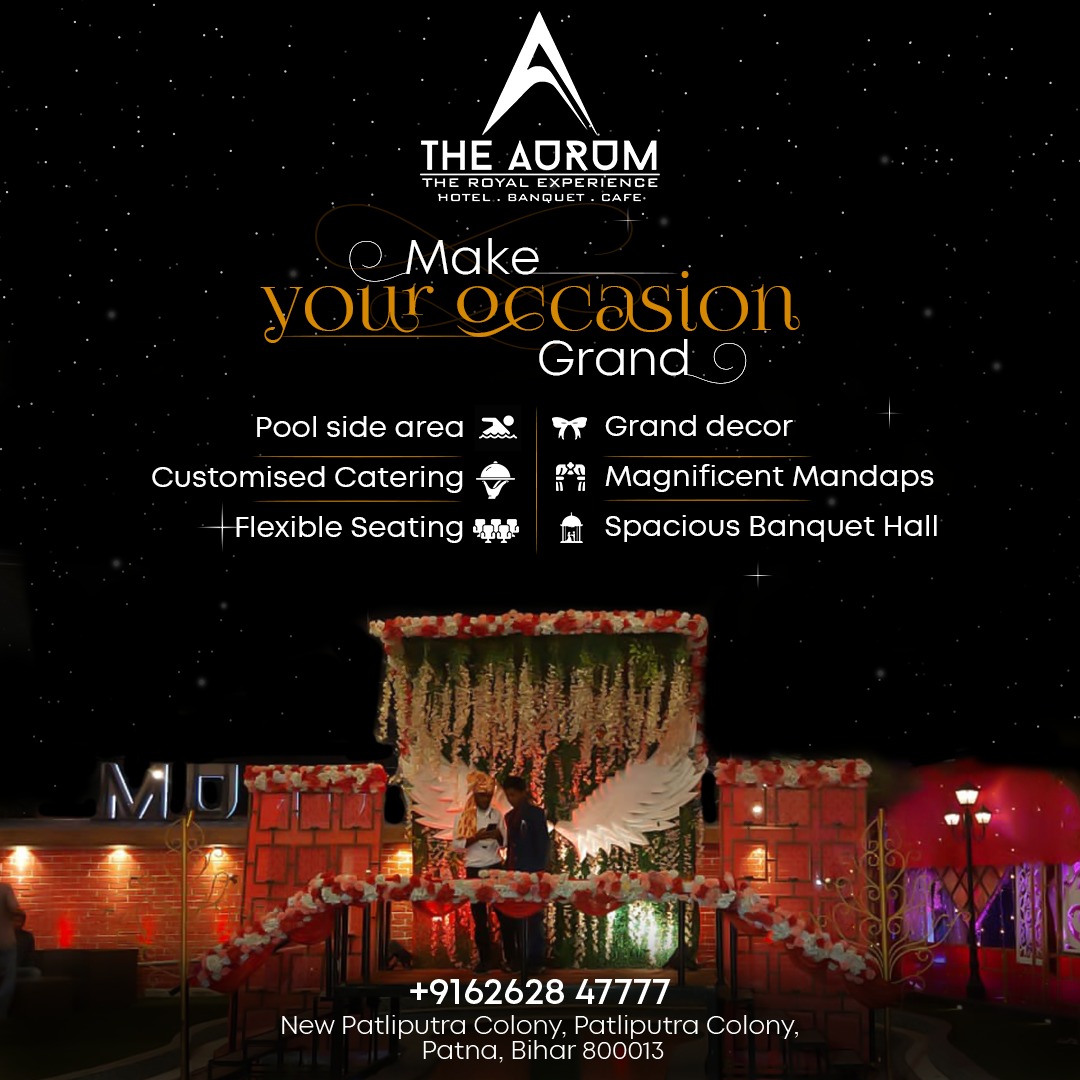 THE AURUM
THE ROYAL EXPERIENCE
HOTEL . BANQUET . CAFE
Make
your occasion
Grand
Pool side area
Customised Catering
Flexible Seating
Grand decor
Magnificent Mandaps
Spacious Banquet Hall
MU
+9162628 47777
New Patliputra Colony, Patliputra Colony,
Patna, Bihar 800013